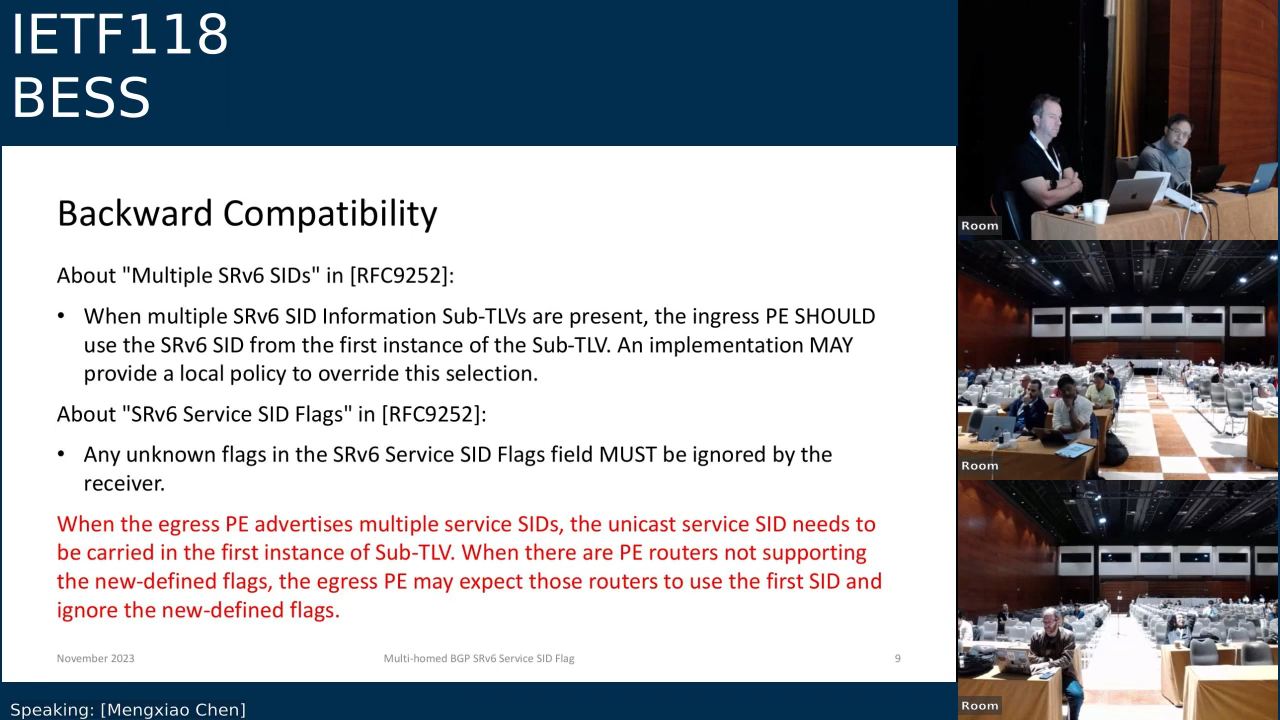 IETF118
BESS
Backward Compatibility
About "Multiple SRv6 SIDs" in [RFC9252]:
• When multiple SRv6 SID Information Sub-TLVs are present, the ingress PE SHOULD
use the SRv6 SID from the first instance of the Sub-TLV. An implementation MAY
provide a local policy to override this selection.
About "SRv6 Service SID Flags" in [RFC9252]:
• Any unknown flags in the SRv6 Service SID Flags field MUST be ignored by the
receiver.
When the egress PE advertises multiple service SIDs, the unicast service SID needs to
be carried in the first instance of Sub-TLV. When there are PE routers not supporting
the new-defined flags, the egress PE may expect those routers to use the first SID and
ignore the new-defined flags.
November 2023
Multi-homed BGP SRv6 Service SID Flag
9
Speaking: [Mengxiao Chen]
Room
Room
Room